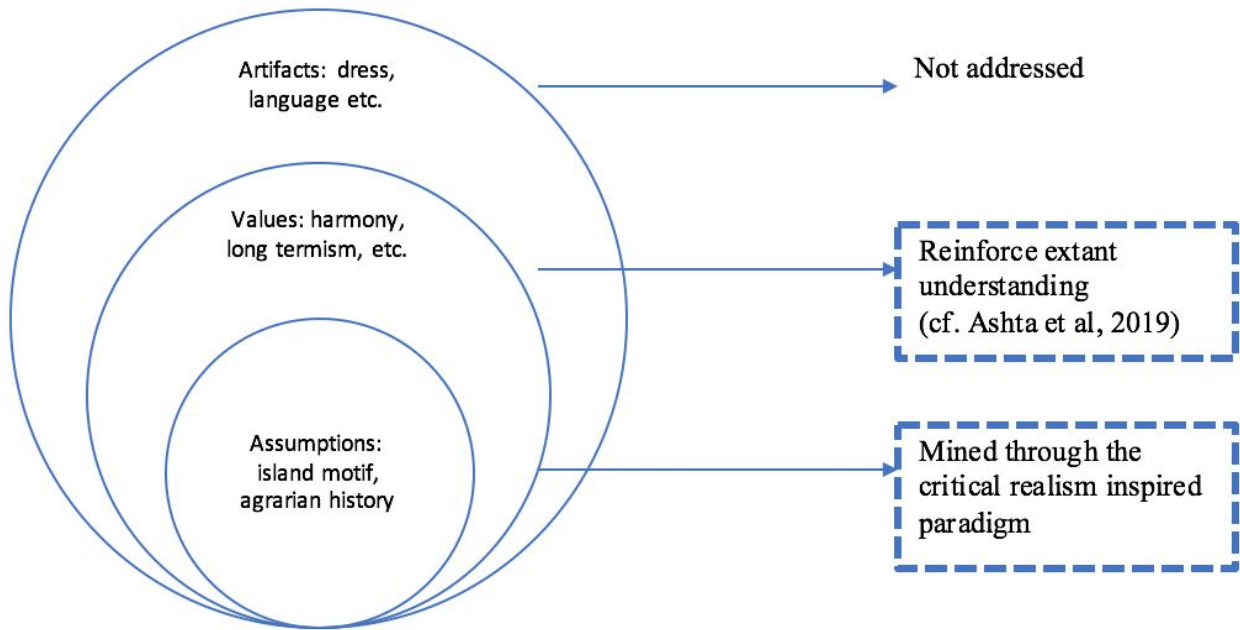 Artifacts: dress,
language etc.
Not addressed
Values: harmony,
long termism, etc.
Reinforce extant
understanding
(cf. Ashta et al, 2019)
Assumptions:
island motif,
agrarian history
Mined through the
critical realism inspired
paradigm